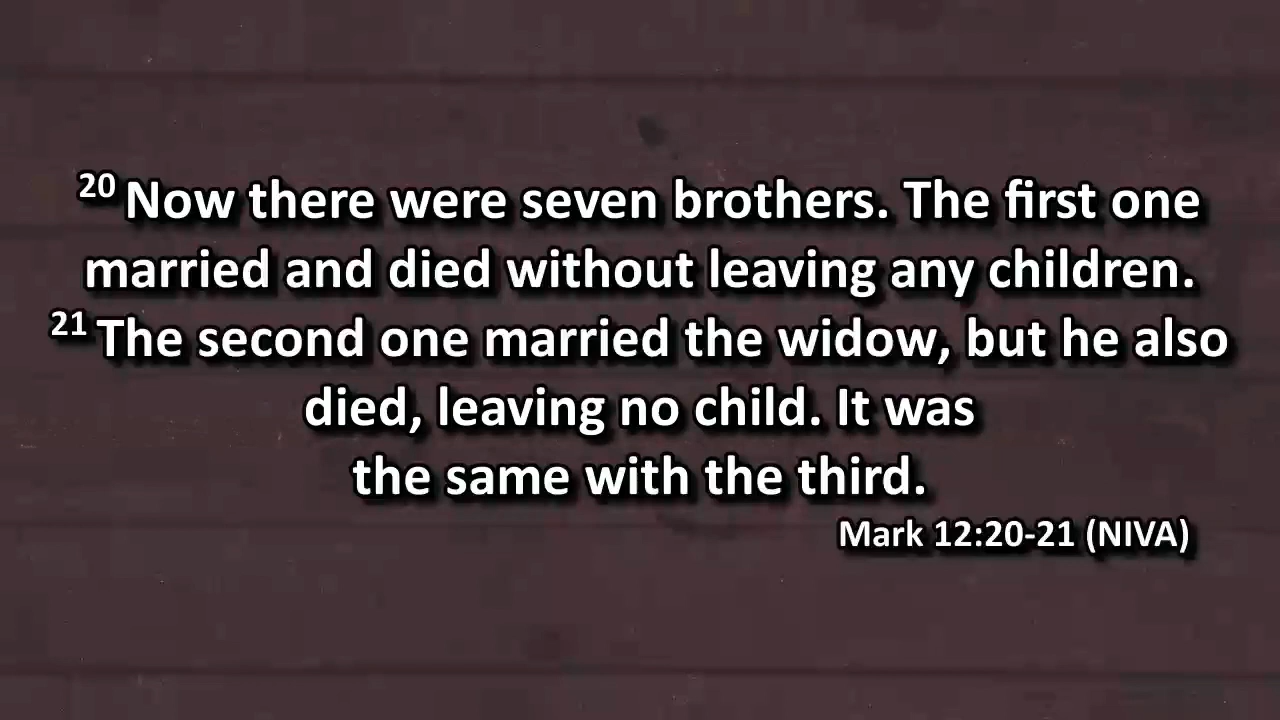 20 Now there were seven brothers. The first one
married and died without leaving any children.
21 The second one married the widow, but he also
died, leaving no child. It was
the same with the third.
Mark 12:20-21 (NIVA)